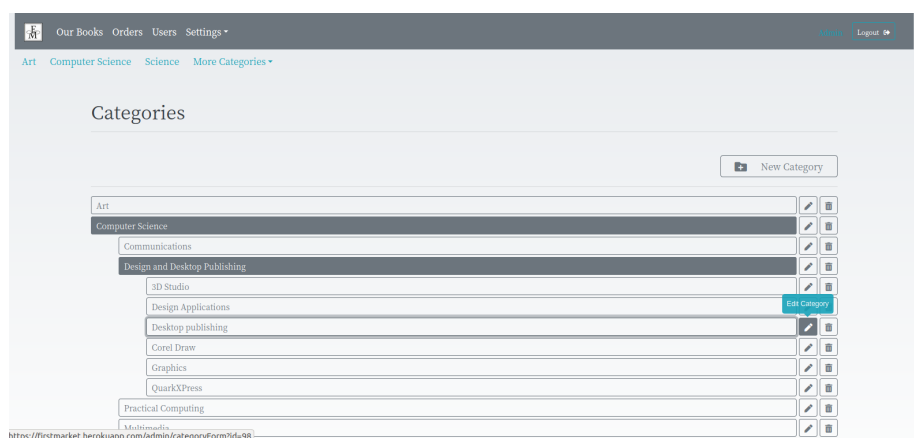 FM
Our Books Orders Users Settings
Logout
Art Computer Science Science More Categories
Categories
New Category
Art
Computer Science
Communications
Design and Desktop Publishing
3D Studio
Design Applications
Edit Category
Desktop publishing
Corel Draw
Graphics
QuarkXPress
Practical Computing
Multimedia
https://firstmarket.herokuapp.com/admin/categoryForm?id=98